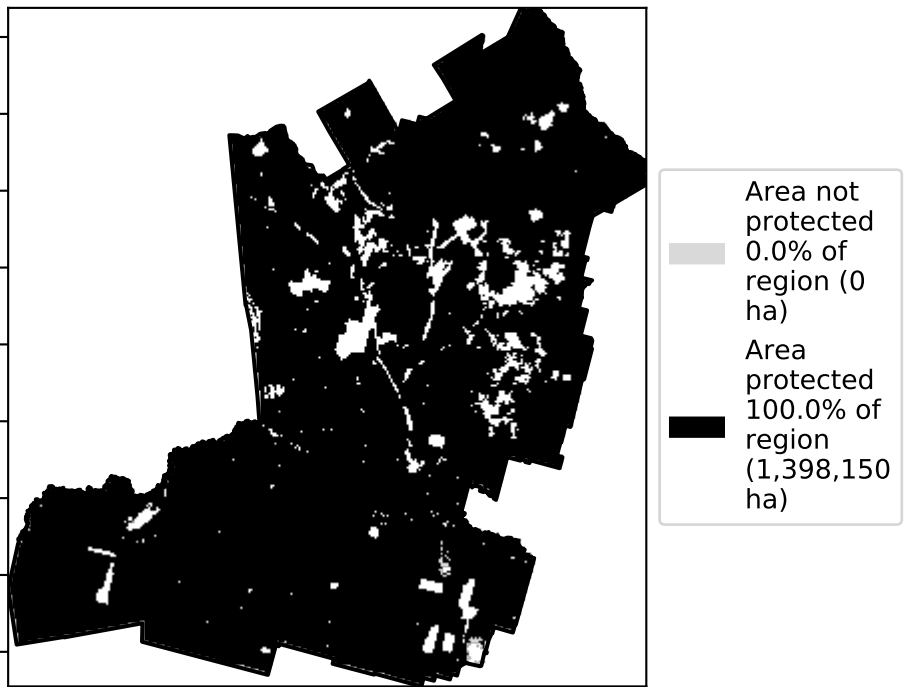 Area not
protected
0.0% of
region (0
ha)
Area
protected
100.0% of
region
(1,398,150
ha)